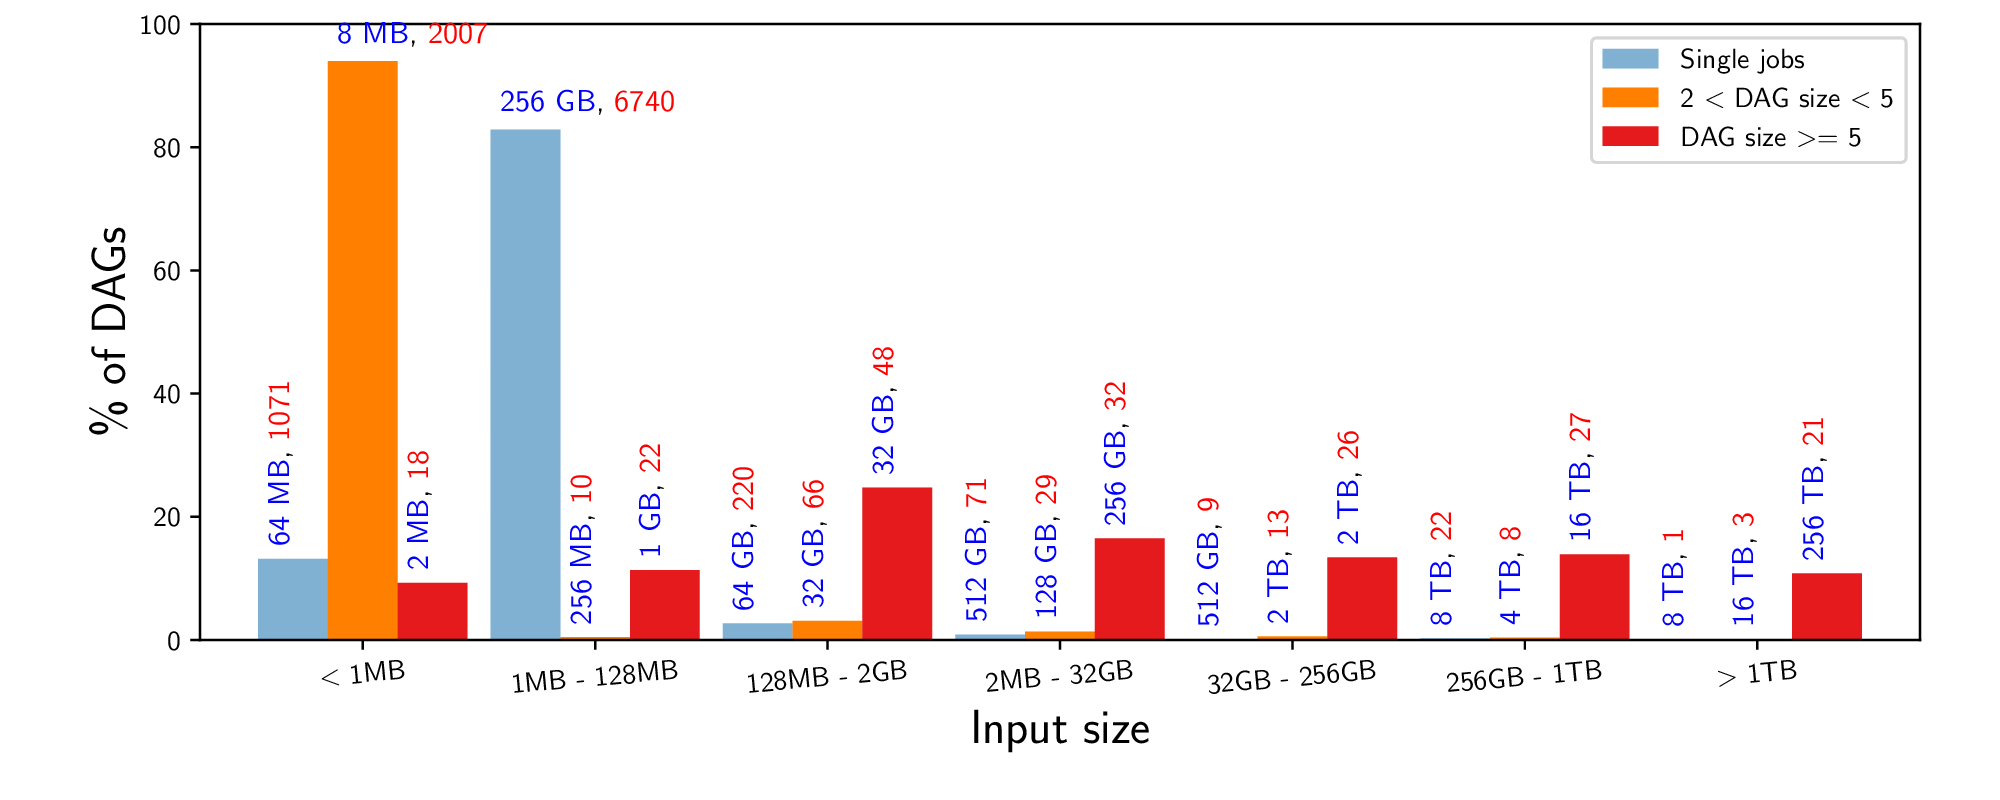 % of DAGs
100
80
60
40
20
0
8 MB, 2007
256 GB, 6740
64 MB, 1071
2 MB, 18
256 MB, 10
1 GB, 22
64 GB, 220
32 GB, 66
32 GB, 48
512 GB, 71
128 GB, 29
256 GB, 32
512 GB, 9
2 TB, 13
2 TB, 26
8 TB, 22
4 TB, 8
16 TB, 27
8 TB, 1
16 TB, 3
256 TB, 21
Single jobs
2 < DAG size < 5
DAG size >= 5
< 1MB
1MB - 128MB
128MB - 2GB
2MB - 32GB
32GB - 256GB
256GB - 1TB
> 1TB
Input size